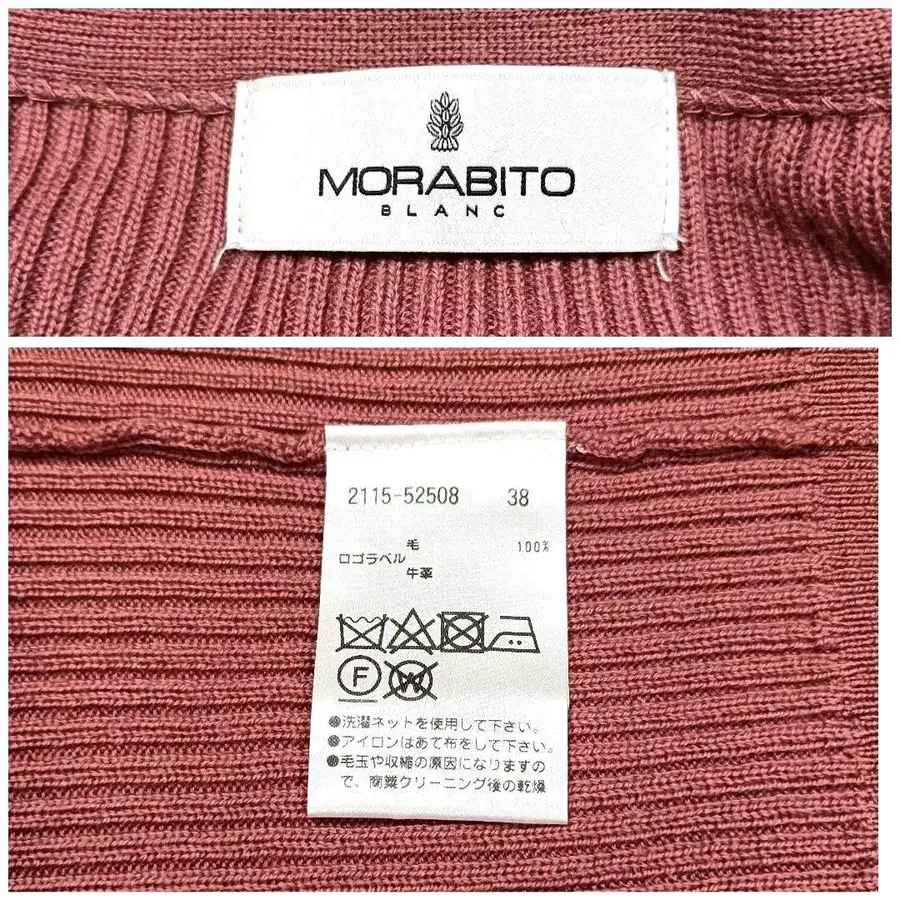 MORABITO
BLANC
2115-52508 38
毛 100%
ロゴラベル
牛革
F
W
●洗濯ネットを使用して下さい。
●アイロンはあて布をして下さい。
●毛玉や収縮の原因になりますの
で、商業クリーニング後の乾燥